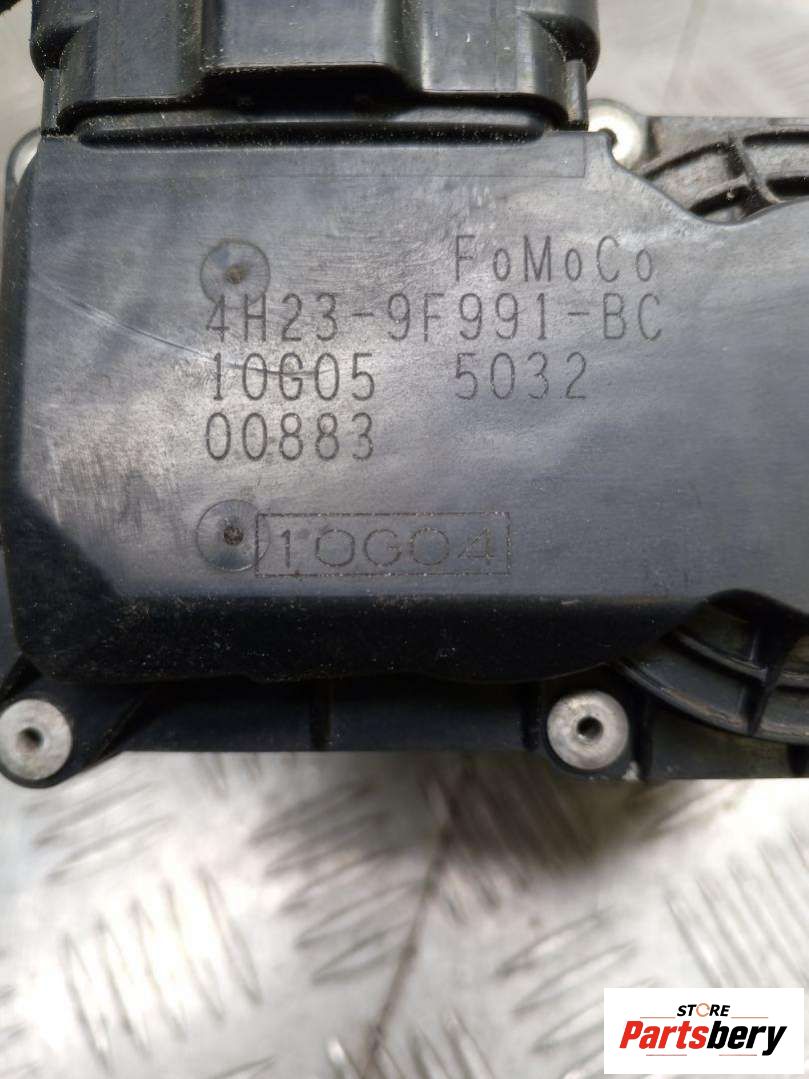 FoMoCo
4H23-9F991-BC
10G05 5032
00883
10G04
STORE
Partsbery